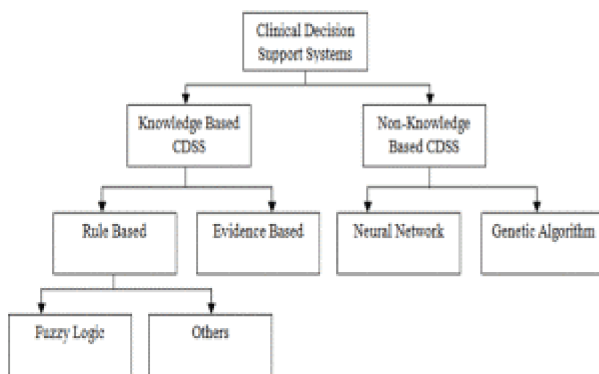 Clinical Decision
Support Systems
Knowledge Based
CDSS
Non-Knowledge
Based CDSS
Rule Based
Evidence Based
Neural Network
Genetic Algorithm
Fuzzy Logic
Others